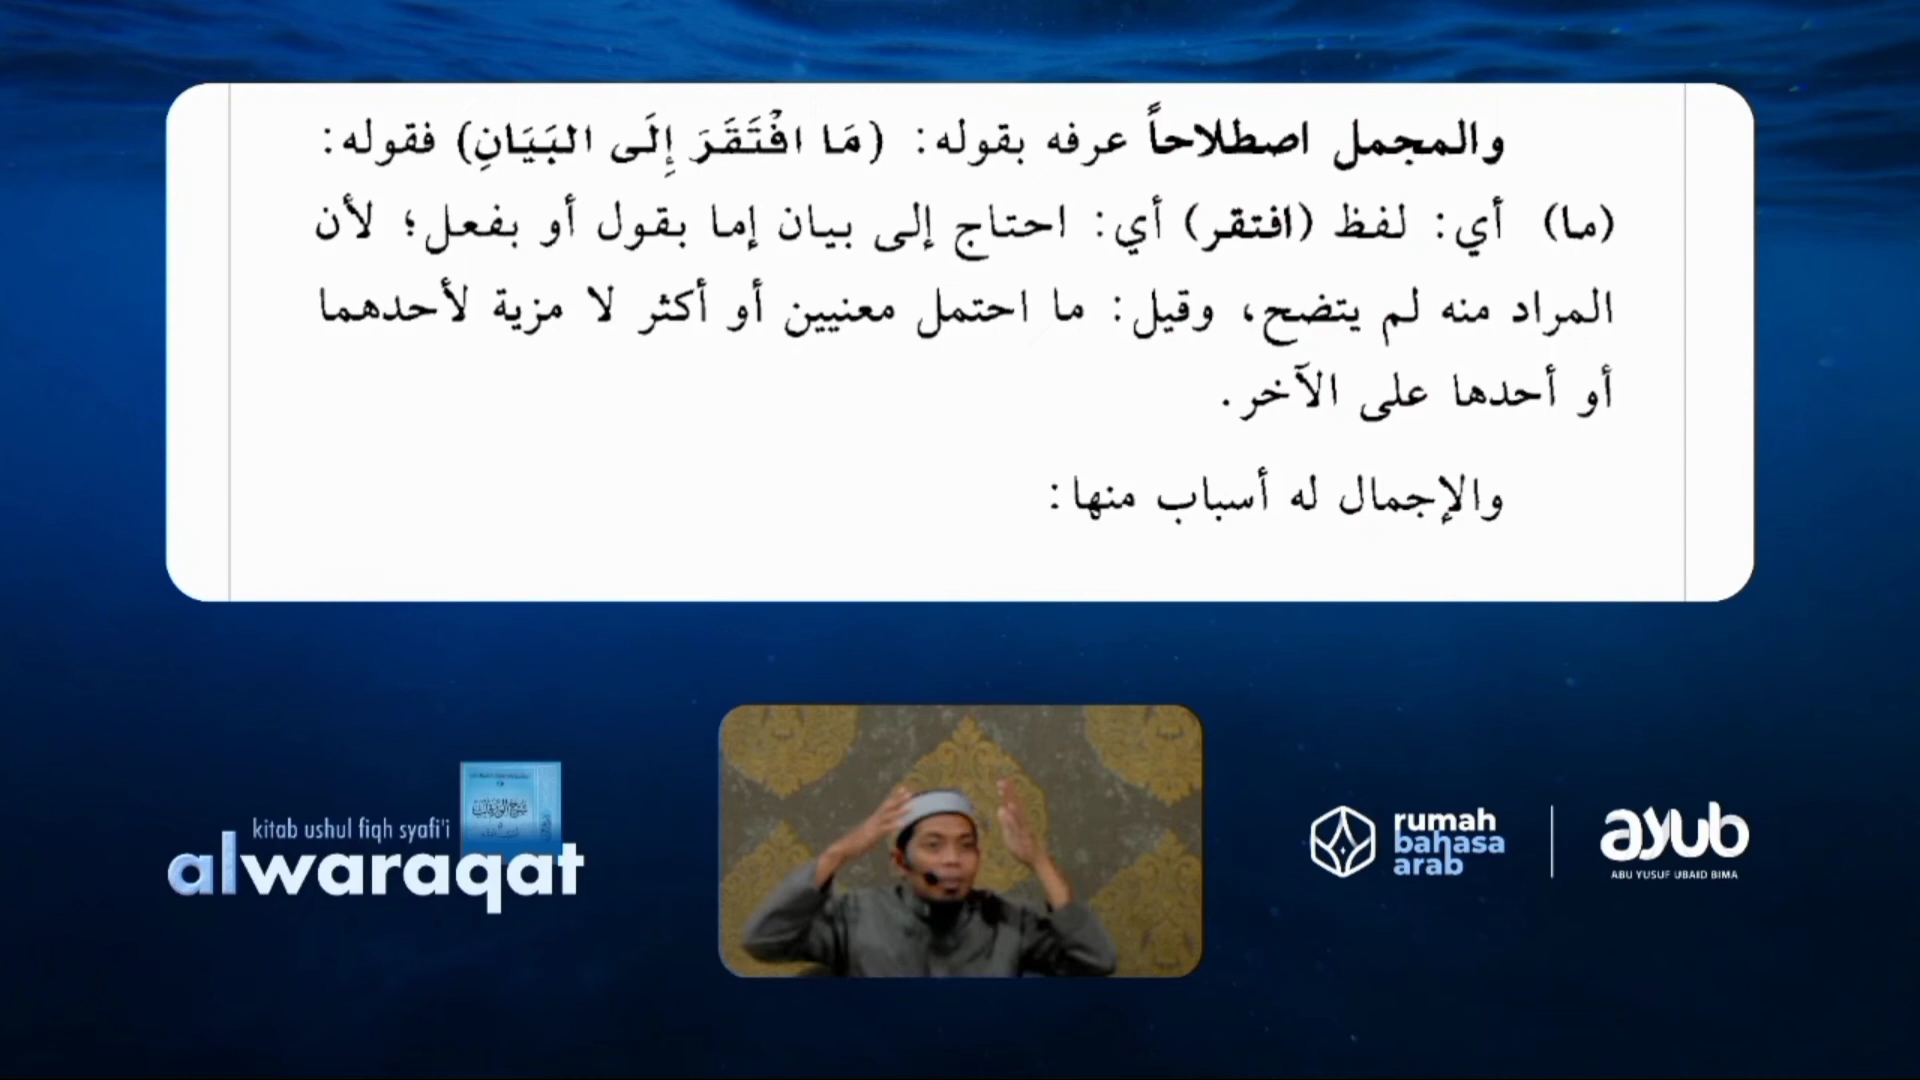 والمجمل اصطلاحاً عرفه بقوله: (مَا افْتَقَرَ إِلَى البَيَانِ) فقوله:
(ما) أي: لفظ (افتقر) أي: احتاج إلى بيان إما بقول أو بفعل؛ لأن
المراد منه لم يتضح، وقيل: ما احتمل معنيين أو أكثر لا مزية لأحدهما
أو أحدها على الآخر.
والإجمال له أسباب منها:
kitab ushul fiqh syafi'i
alwaraqat
rumah
bahasa
arab
ayub
ABU YUSUF UBAID BIMA